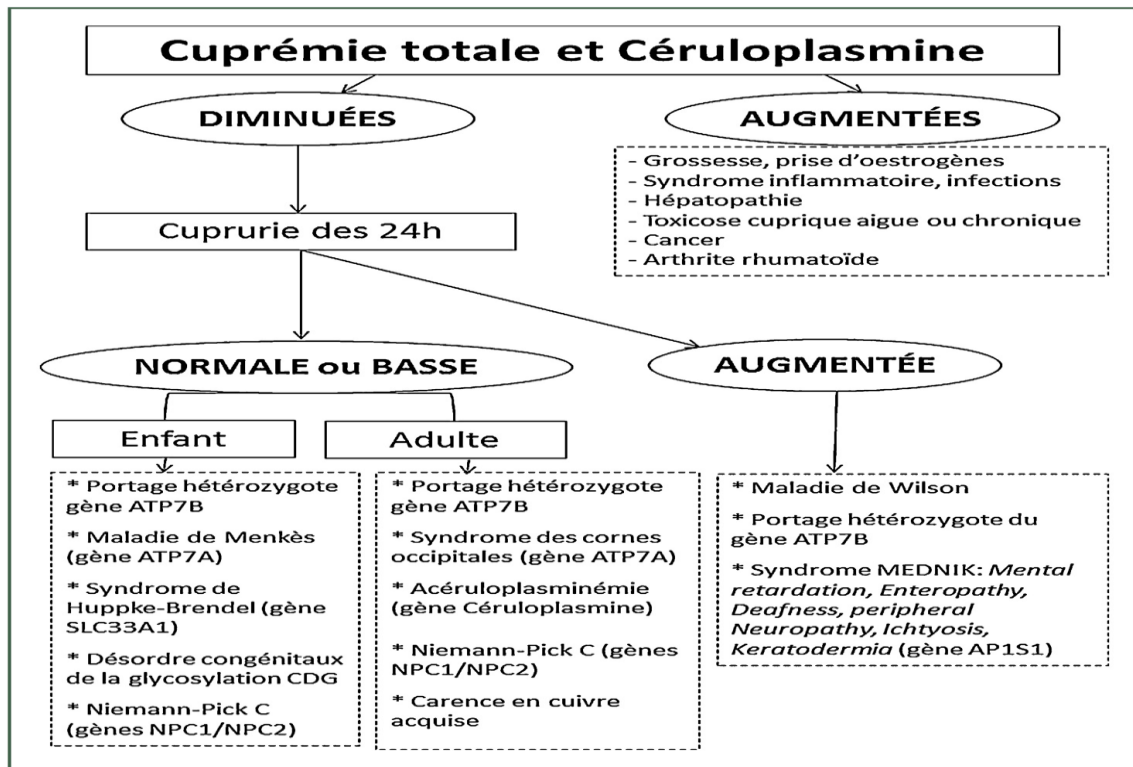 Cuprémie totale et Céruloplasmine
DIMINUÉES
AUGMENTÉES
- Grossesse, prise d'oestrogènes
- Syndrome inflammatoire, infections
- Hépatopathie
- Toxicose cuprique aigue ou chronique
- Cancer
- Arthrite rhumatoïde
Cuprurie des 24h
NORMALE ou BASSE
AUGMENTÉE
Enfant
Adulte
* Portage hétérozygote
gène ATP7B
* Maladie de Menkès
(gène ATP7A)
* Syndrome de
Huppke-Brendel (gène
SLC33A1)
* Désordre congénitaux
de la glycosylation CDG
* Niemann-Pick C
(gènes NPC1/NPC2)
* Portage hétérozygote
gène ATP7B
* Syndrome des cornes
occipitales (gène ATP7A)
* Acéruloplasminémie
(gène Céruloplasmine)
* Niemann-Pick C (gènes
NPC1/NPC2)
* Carence en cuivre
acquise
* Maladie de Wilson
* Portage hétérozygote du
gène ATP7B
* Syndrome MEDNIK: Mental
retardation, Enteropathy,
Deafness, peripheral
Neuropathy, Ichtyosis,
Keratodermia (gène AP1S1)